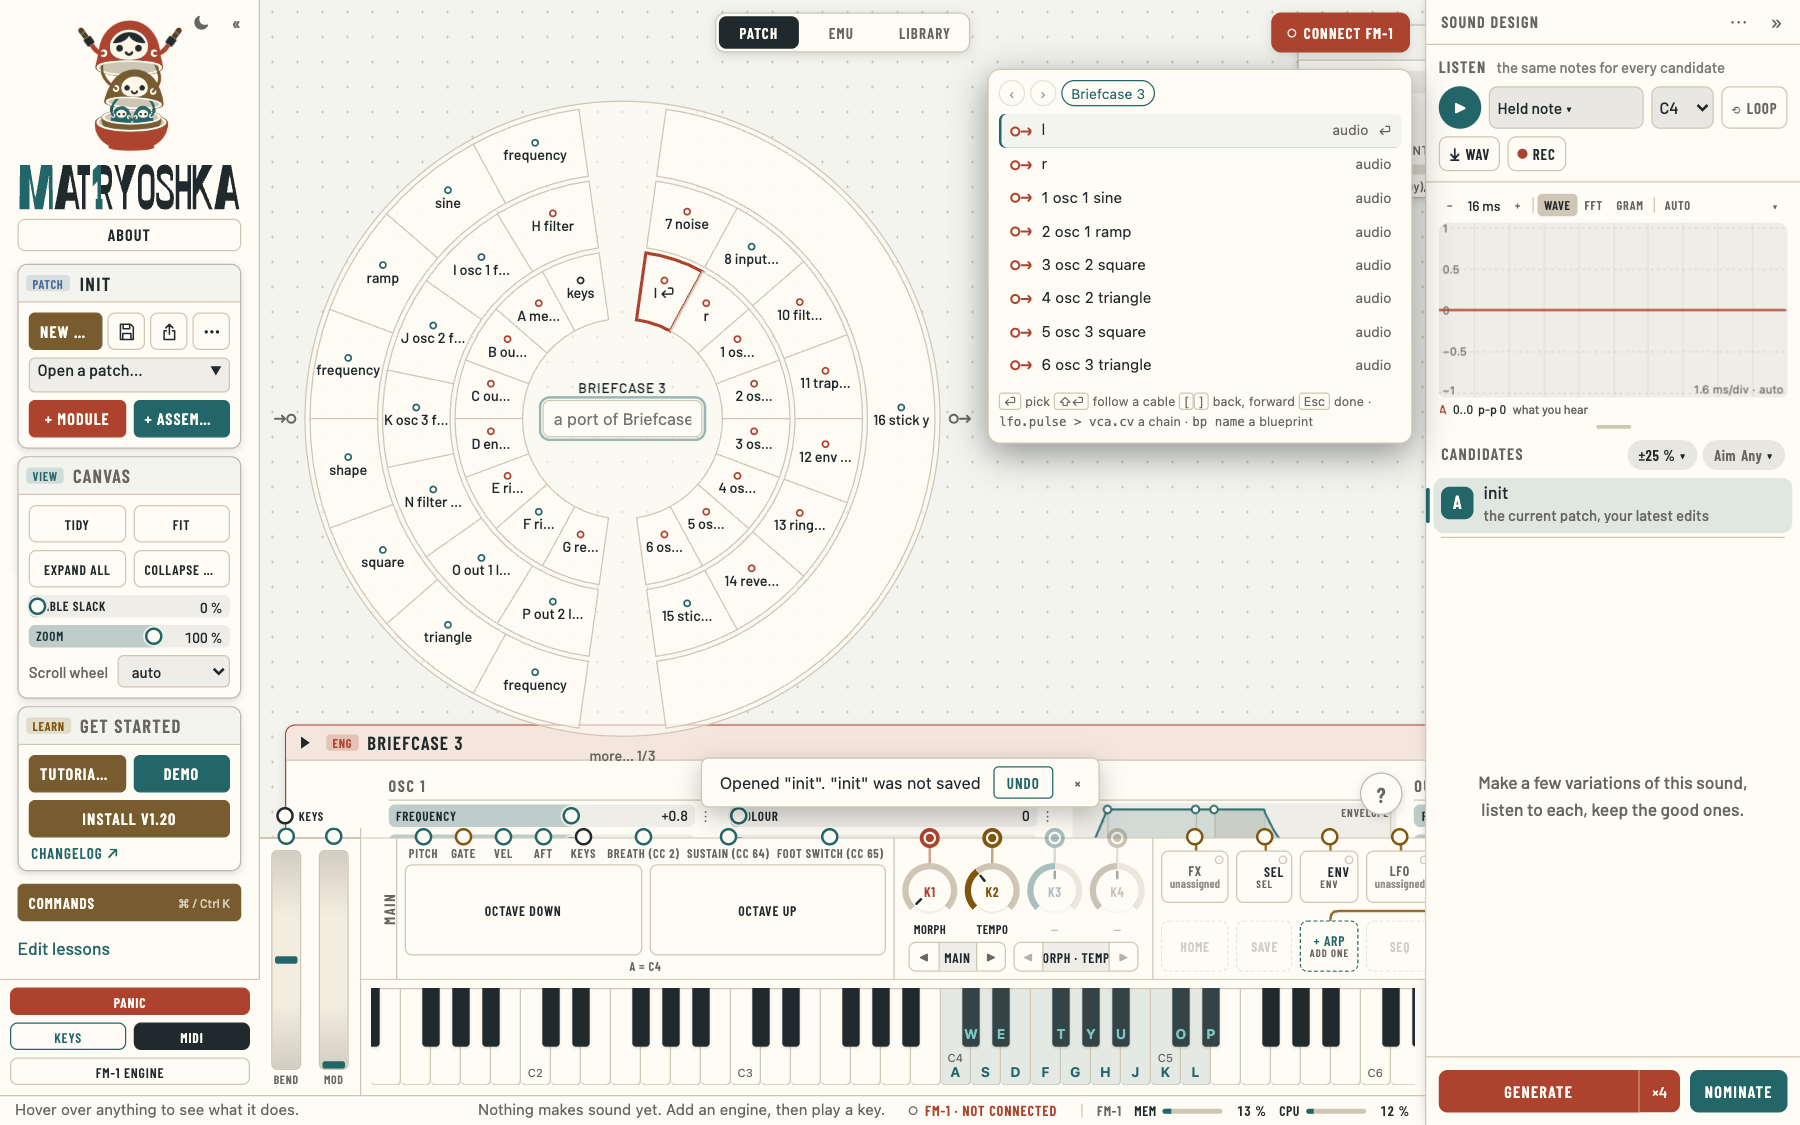 MATRYOSHKA
ABOUT
PATCH INIT
NEW ...
Open a patch...
+ MODULE
+ ASSEM...
VIEW CANVAS
TIDY
FIT
EXPAND ALL
COLLAPSE ...
BLE SLACK 0 %
ZOOM 100 %
Scroll wheel auto
LEARN GET STARTED
TUTORIA...
DEMO
INSTALL V1.20
CHANGELOG ↗
COMMANDS ⌘ / Ctrl K
Edit lessons
PANIC
KEYS
MIDI
FM-1 ENGINE
Hover over anything to see what it does.
PATCH EMU LIBRARY
CONNECT FM-1
frequency
sine
ramp
frequency
shape
square
triangle
frequency
H filter
I osc 1 f...
J osc 2 f...
K osc 3 f...
N filter ...
O out 1 l...
P out 2 l...
keys
A me...
B ou...
C ou...
D en...
E ri...
F ri...
G re...
BRIEFCASE 3
a port of Briefcase
l ⏎
r
1 os...
2 os...
3 os...
4 os...
5 os...
6 os...
7 noise
8 input...
10 filt...
11 trap...
12 env ...
13 ring...
14 reve...
15 stic...
16 stick y
more... 1/3
‹ › Briefcase 3
l audio ⏎
r audio
1 osc 1 sine audio
2 osc 1 ramp audio
3 osc 2 square audio
4 osc 2 triangle audio
5 osc 3 square audio
6 osc 3 triangle audio
⏎ pick ⇧⏎ follow a cable [ ] back, forward Esc done ·
lfo.pulse > vca.cv a chain · bp name a blueprint
ENG BRIEFCASE 3
OSC 1
FREQUENCY +0.8
OLOUR 0
ENVELOPE
Opened "init". "init" was not saved UNDO ×
?
KEYS
PITCH GATE VEL AFT KEYS BREATH (CC 2) SUSTAIN (CC 64) FOOT SWITCH (CC 65)
MAIN
OCTAVE DOWN
OCTAVE UP
A = C4
K1 K2 K3 K4
MORPH TEMPO – –
◄ MAIN ►
◄ ORPH · TEMP ►
FX
unassigned
SEL
SEL
ENV
ENV
LFO
unassigned
HOME
SAVE
+ ARP
ADD ONE
SEQ
BEND MOD
W E T Y U O P
C2 C3 C4 C5 C6
A S D F G H J K L
Nothing makes sound yet. Add an engine, then play a key.
FM-1 · NOT CONNECTED
FM-1 MEM 13 % CPU 12 %
SOUND DESIGN ... »
LISTEN the same notes for every candidate
Held note ▾
C4
LOOP
WAV
REC
− 16 ms + WAVE FFT GRAM AUTO
1
0.5
0
−0.5
−1
1.6 ms/div · auto
A 0..0 p-p 0 what you hear
CANDIDATES ±25 % ▾ Aim Any ▾
A init
the current patch, your latest edits
Make a few variations of this sound,
listen to each, keep the good ones.
GENERATE ×4
NOMINATE